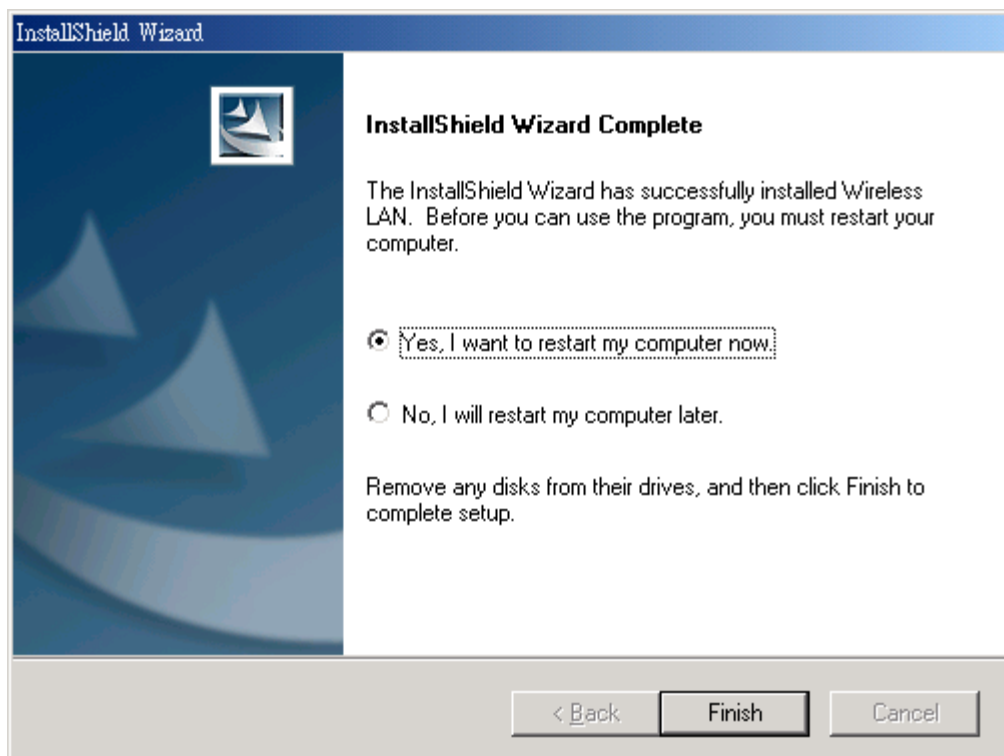 InstallShield Wizard
InstallShield Wizard Complete
The InstallShield Wizard has successfully installed Wireless
LAN.  Before you can use the program, you must restart your
computer.
Yes, I want to restart my computer now.
No, I will restart my computer later.
Remove any disks from their drives, and then click Finish to
complete setup.
< Back
Finish
Cancel